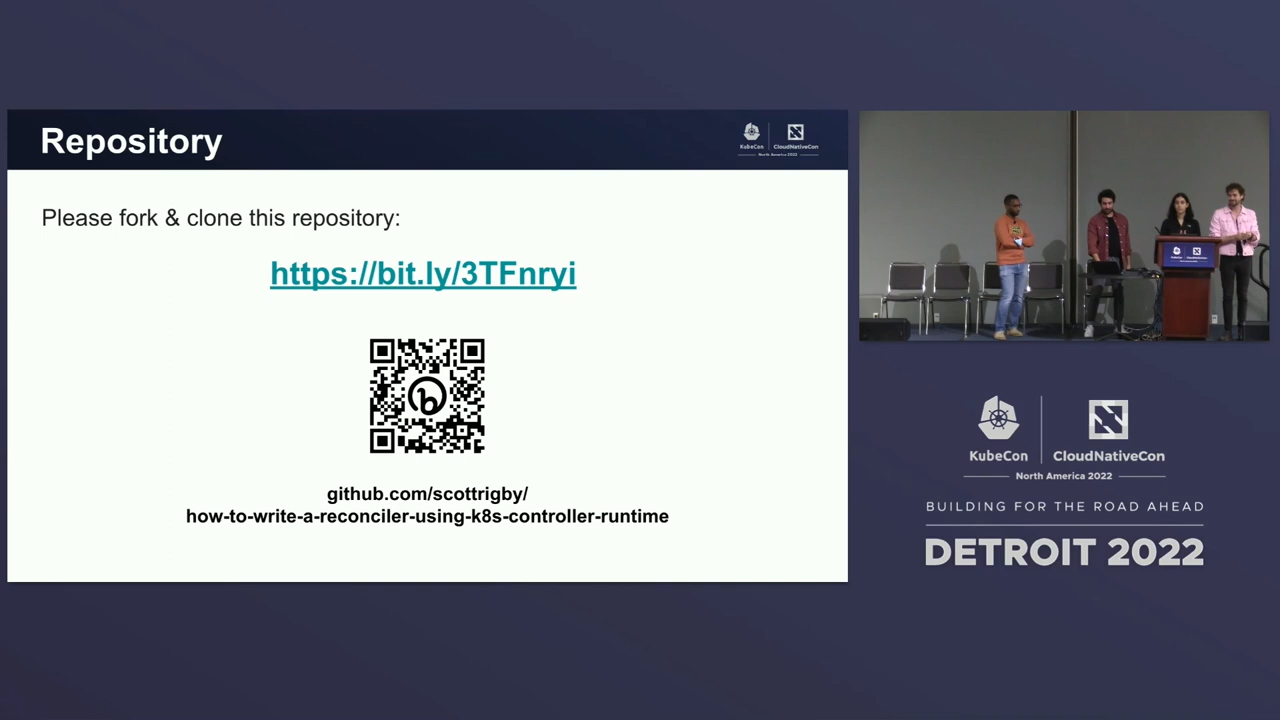 Repository
KubeCon
CloudNativeCon
North America 2022
Please fork & clone this repository:
https://bit.ly/3TFnryi
github.com/scottrigby/
how-to-write-a-reconciler-using-k8s-controller-runtime
KubeCon
CloudNativeCon
North America 2022
BUILDING FOR THE ROAD AHEAD
DETROIT 2022